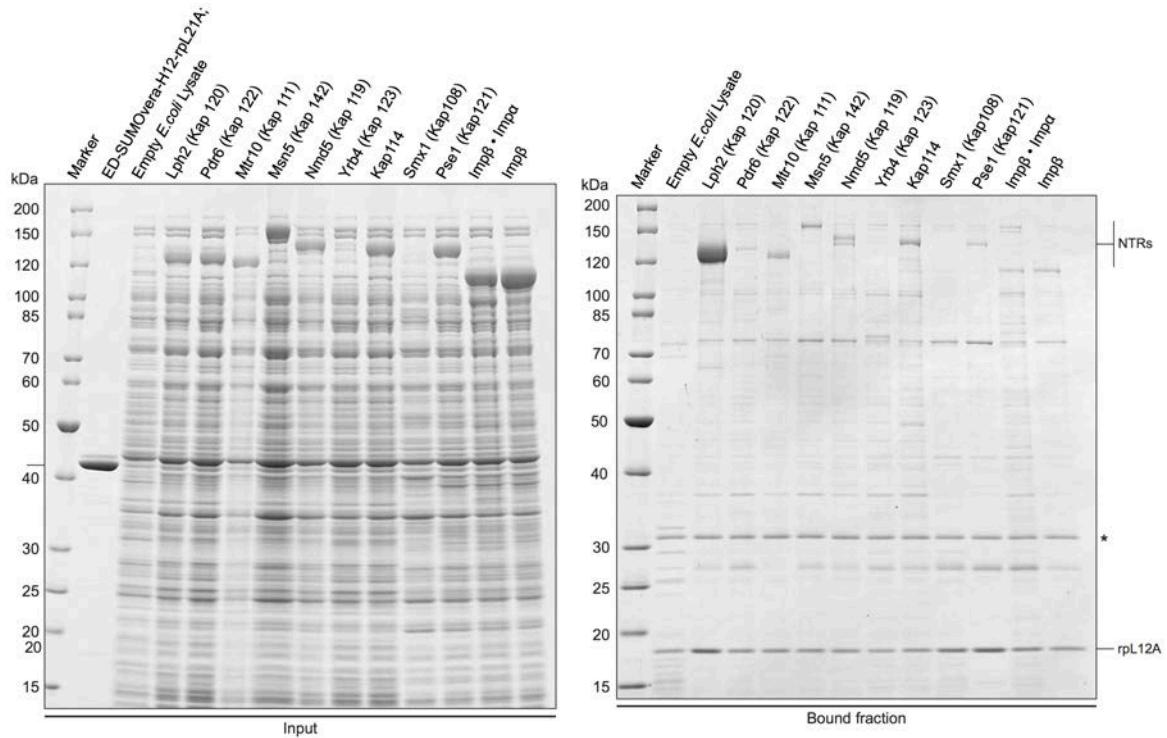 Marker
ED-SUMOvera-H12-rpL21A;
Empty E.coli Lysate
Lph2 (Kap 120)
Pdr6 (Kap 122)
Mtr10 (Kap 111)
Msn5 (Kap 142)
Nmd5 (Kap 119)
Yrb4 (Kap 123)
Kap114
Smx1 (Kap108)
Pse1 (Kap121)
Impβ • Impα
Impβ
kDa
200
150
120
100
85
70
60
50
40
30
25
20
20
15
Input
Marker
Empty E.coli Lysate
Lph2 (Kap 120)
Pdr6 (Kap 122)
Mtr10 (Kap 111)
Msn5 (Kap 142)
Nmd5 (Kap 119)
Yrb4 (Kap 123)
Kap114
Smx1 (Kap108)
Pse1 (Kap121)
Impβ • Impα
Impβ
kDa
200
150
120
100
85
70
60
50
40
30
25
20
15
NTRs
*
rpL12A
Bound fraction